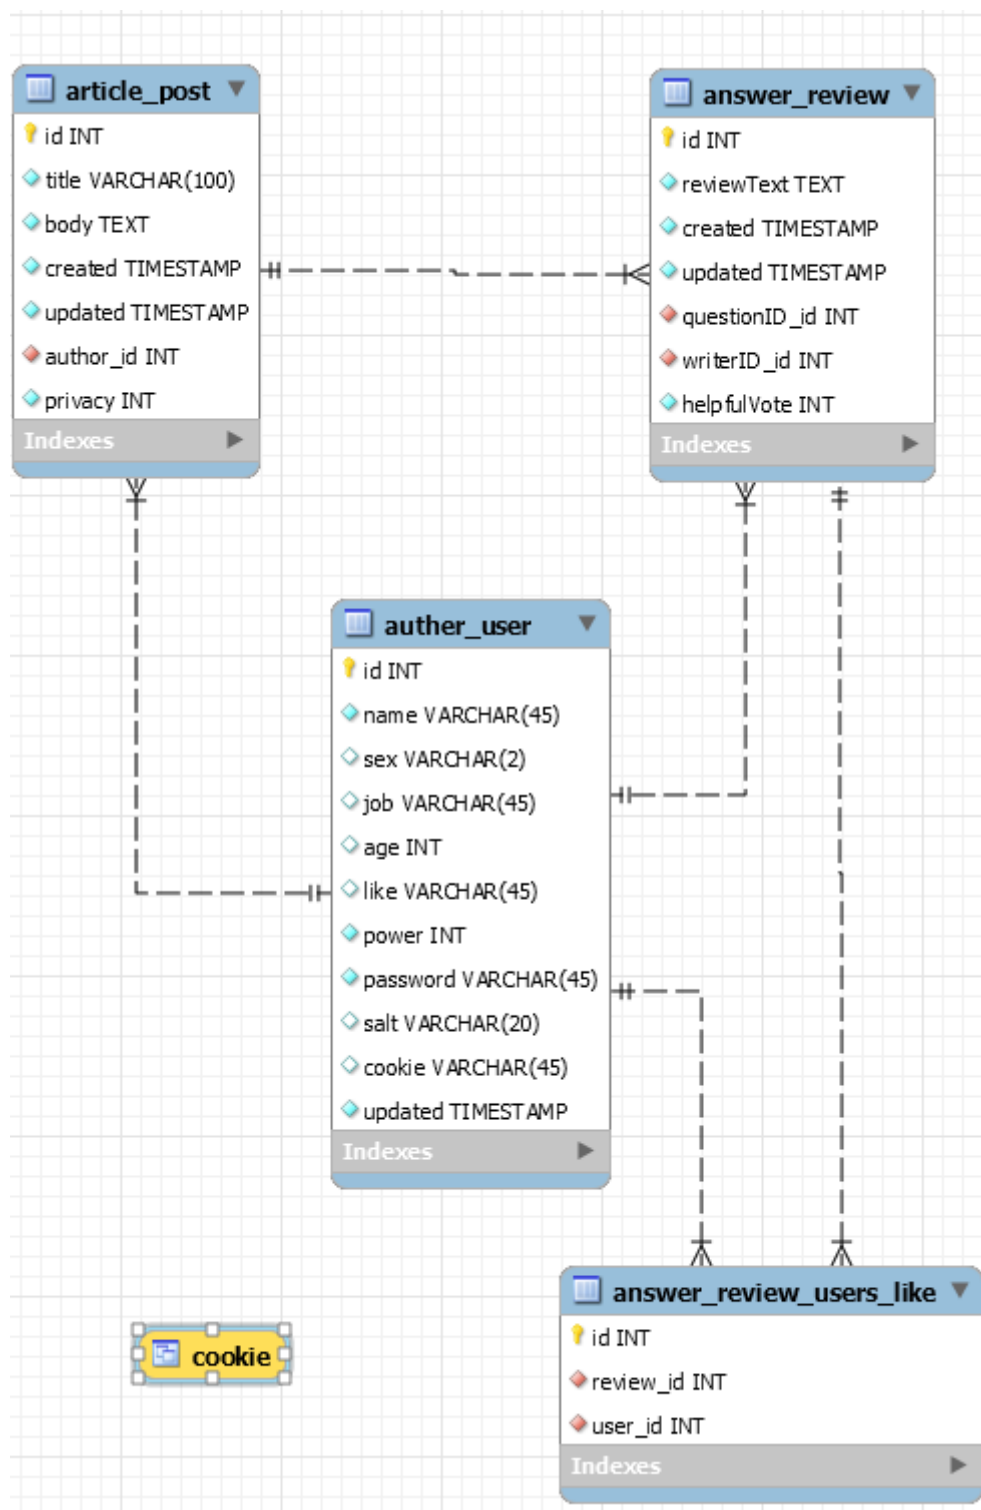 article_post
id INT
title VARCHAR(100)
body TEXT
created TIMESTAMP
updated TIMESTAMP
author_id INT
privacy INT
Indexes
answer_review
id INT
reviewText TEXT
created TIMESTAMP
updated TIMESTAMP
questionID_id INT
writerID_id INT
helpfulVote INT
Indexes
auther_user
id INT
name VARCHAR(45)
sex VARCHAR(2)
job VARCHAR(45)
age INT
like VARCHAR(45)
power INT
password VARCHAR(45)
salt VARCHAR(20)
cookie VARCHAR(45)
updated TIMESTAMP
Indexes
cookie
answer_review_users_like
id INT
review_id INT
user_id INT
Indexes